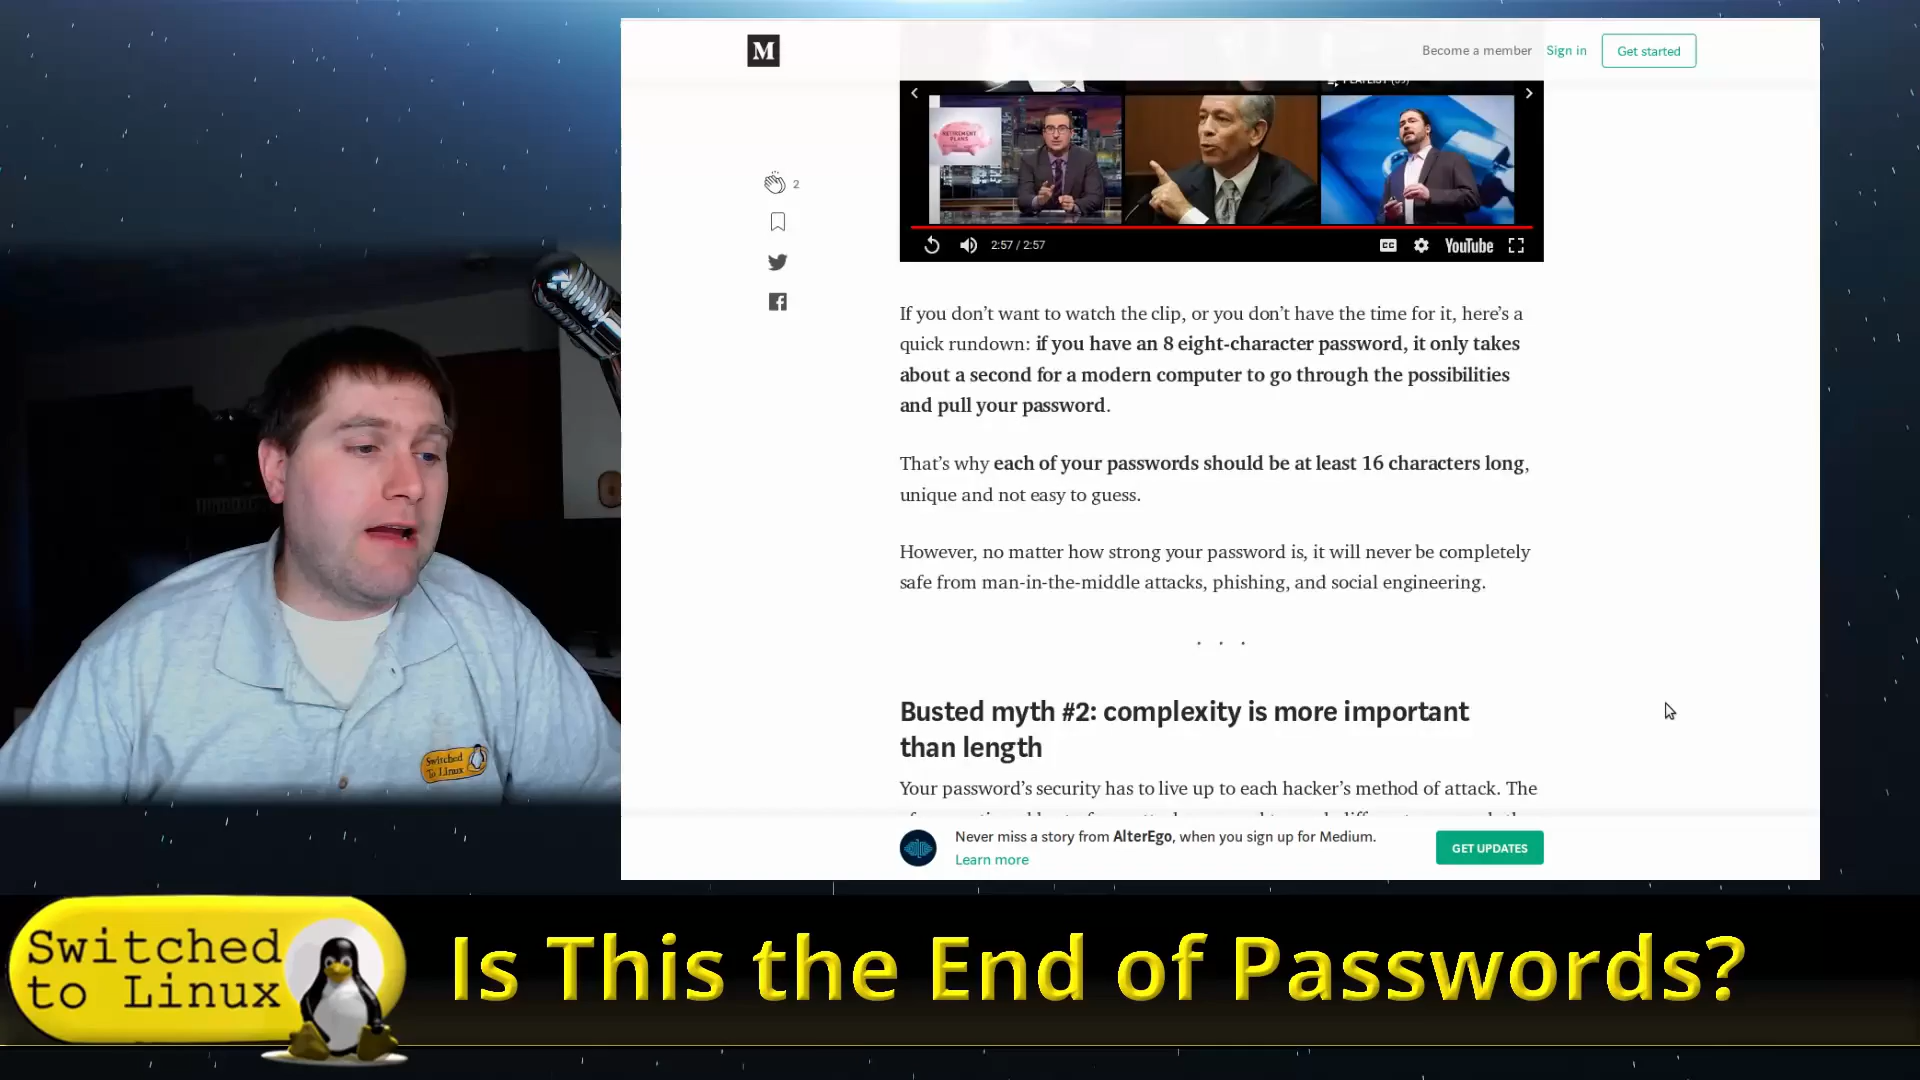 M
Become a member Sign in Get started
RETIREMENT
PLANS
2
2:57 / 2:57
CC
YouTube
If you don't want to watch the clip, or you don't have the time for it, here's a
quick rundown: if you have an 8 eight-character password, it only takes
about a second for a modern computer to go through the possibilities
and pull your password.
That's why each of your passwords should be at least 16 characters long,
unique and not easy to guess.
However, no matter how strong your password is, it will never be completely
safe from man-in-the-middle attacks, phishing, and social engineering.
. . .
Busted myth #2: complexity is more important
than length
Your password's security has to live up to each hacker's method of attack. The
Never miss a story from AlterEgo, when you sign up for Medium.
Learn more
GET UPDATES
Switched
To Linux
Switched
to Linux
Is This the End of Passwords?